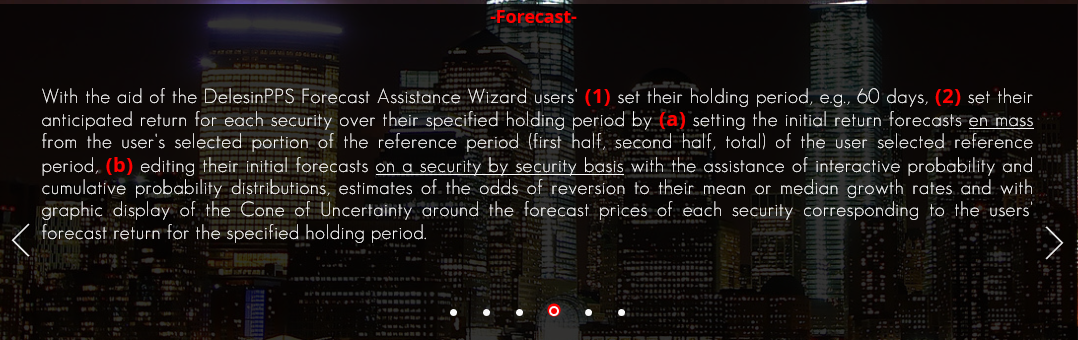 -Forecast-
With the aid of the DelesinPPS Forecast Assistance Wizard users' (1) set their holding period, e.g., 60 days, (2) set their
anticipated return for each security over their specified holding period by (a) setting the initial return forecasts en mass
from the user's selected portion of the reference period (first half, second half, total) of the user selected reference
period, (b) editing their initial forecasts on a security by security basis with the assistance of interactive probability and
cumulative probability distributions, estimates of the odds of reversion to their mean or median growth rates and with
graphic display of the Cone of Uncertainty around the forecast prices of each security corresponding to the users'
forecast return for the specified holding period.